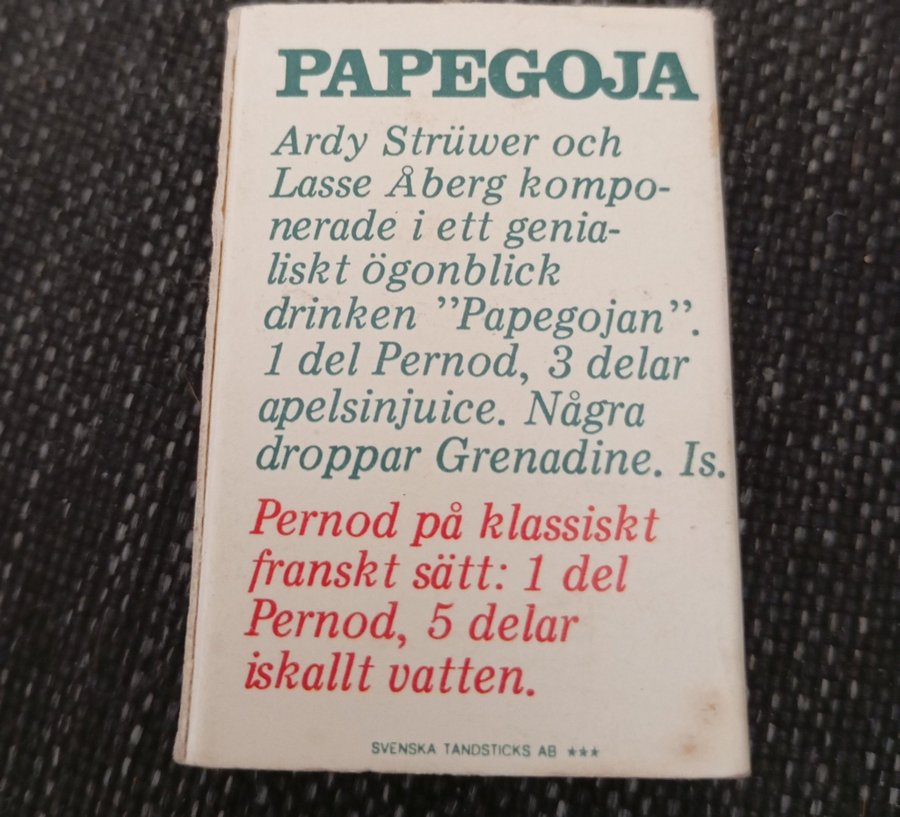 PAPEGOJA
Ardy Strüwer och
Lasse Åberg kompo-
nerade i ett genia-
liskt ögonblick
drinken ”Papegojan”.
1 del Pernod, 3 delar
apelsinjuice. Några
droppar Grenadine. Is.
Pernod på klassiskt
franskt sätt: 1 del
Pernod, 5 delar
iskallt vatten.
SVENSKA TÄNDSTICKS AB ★★★